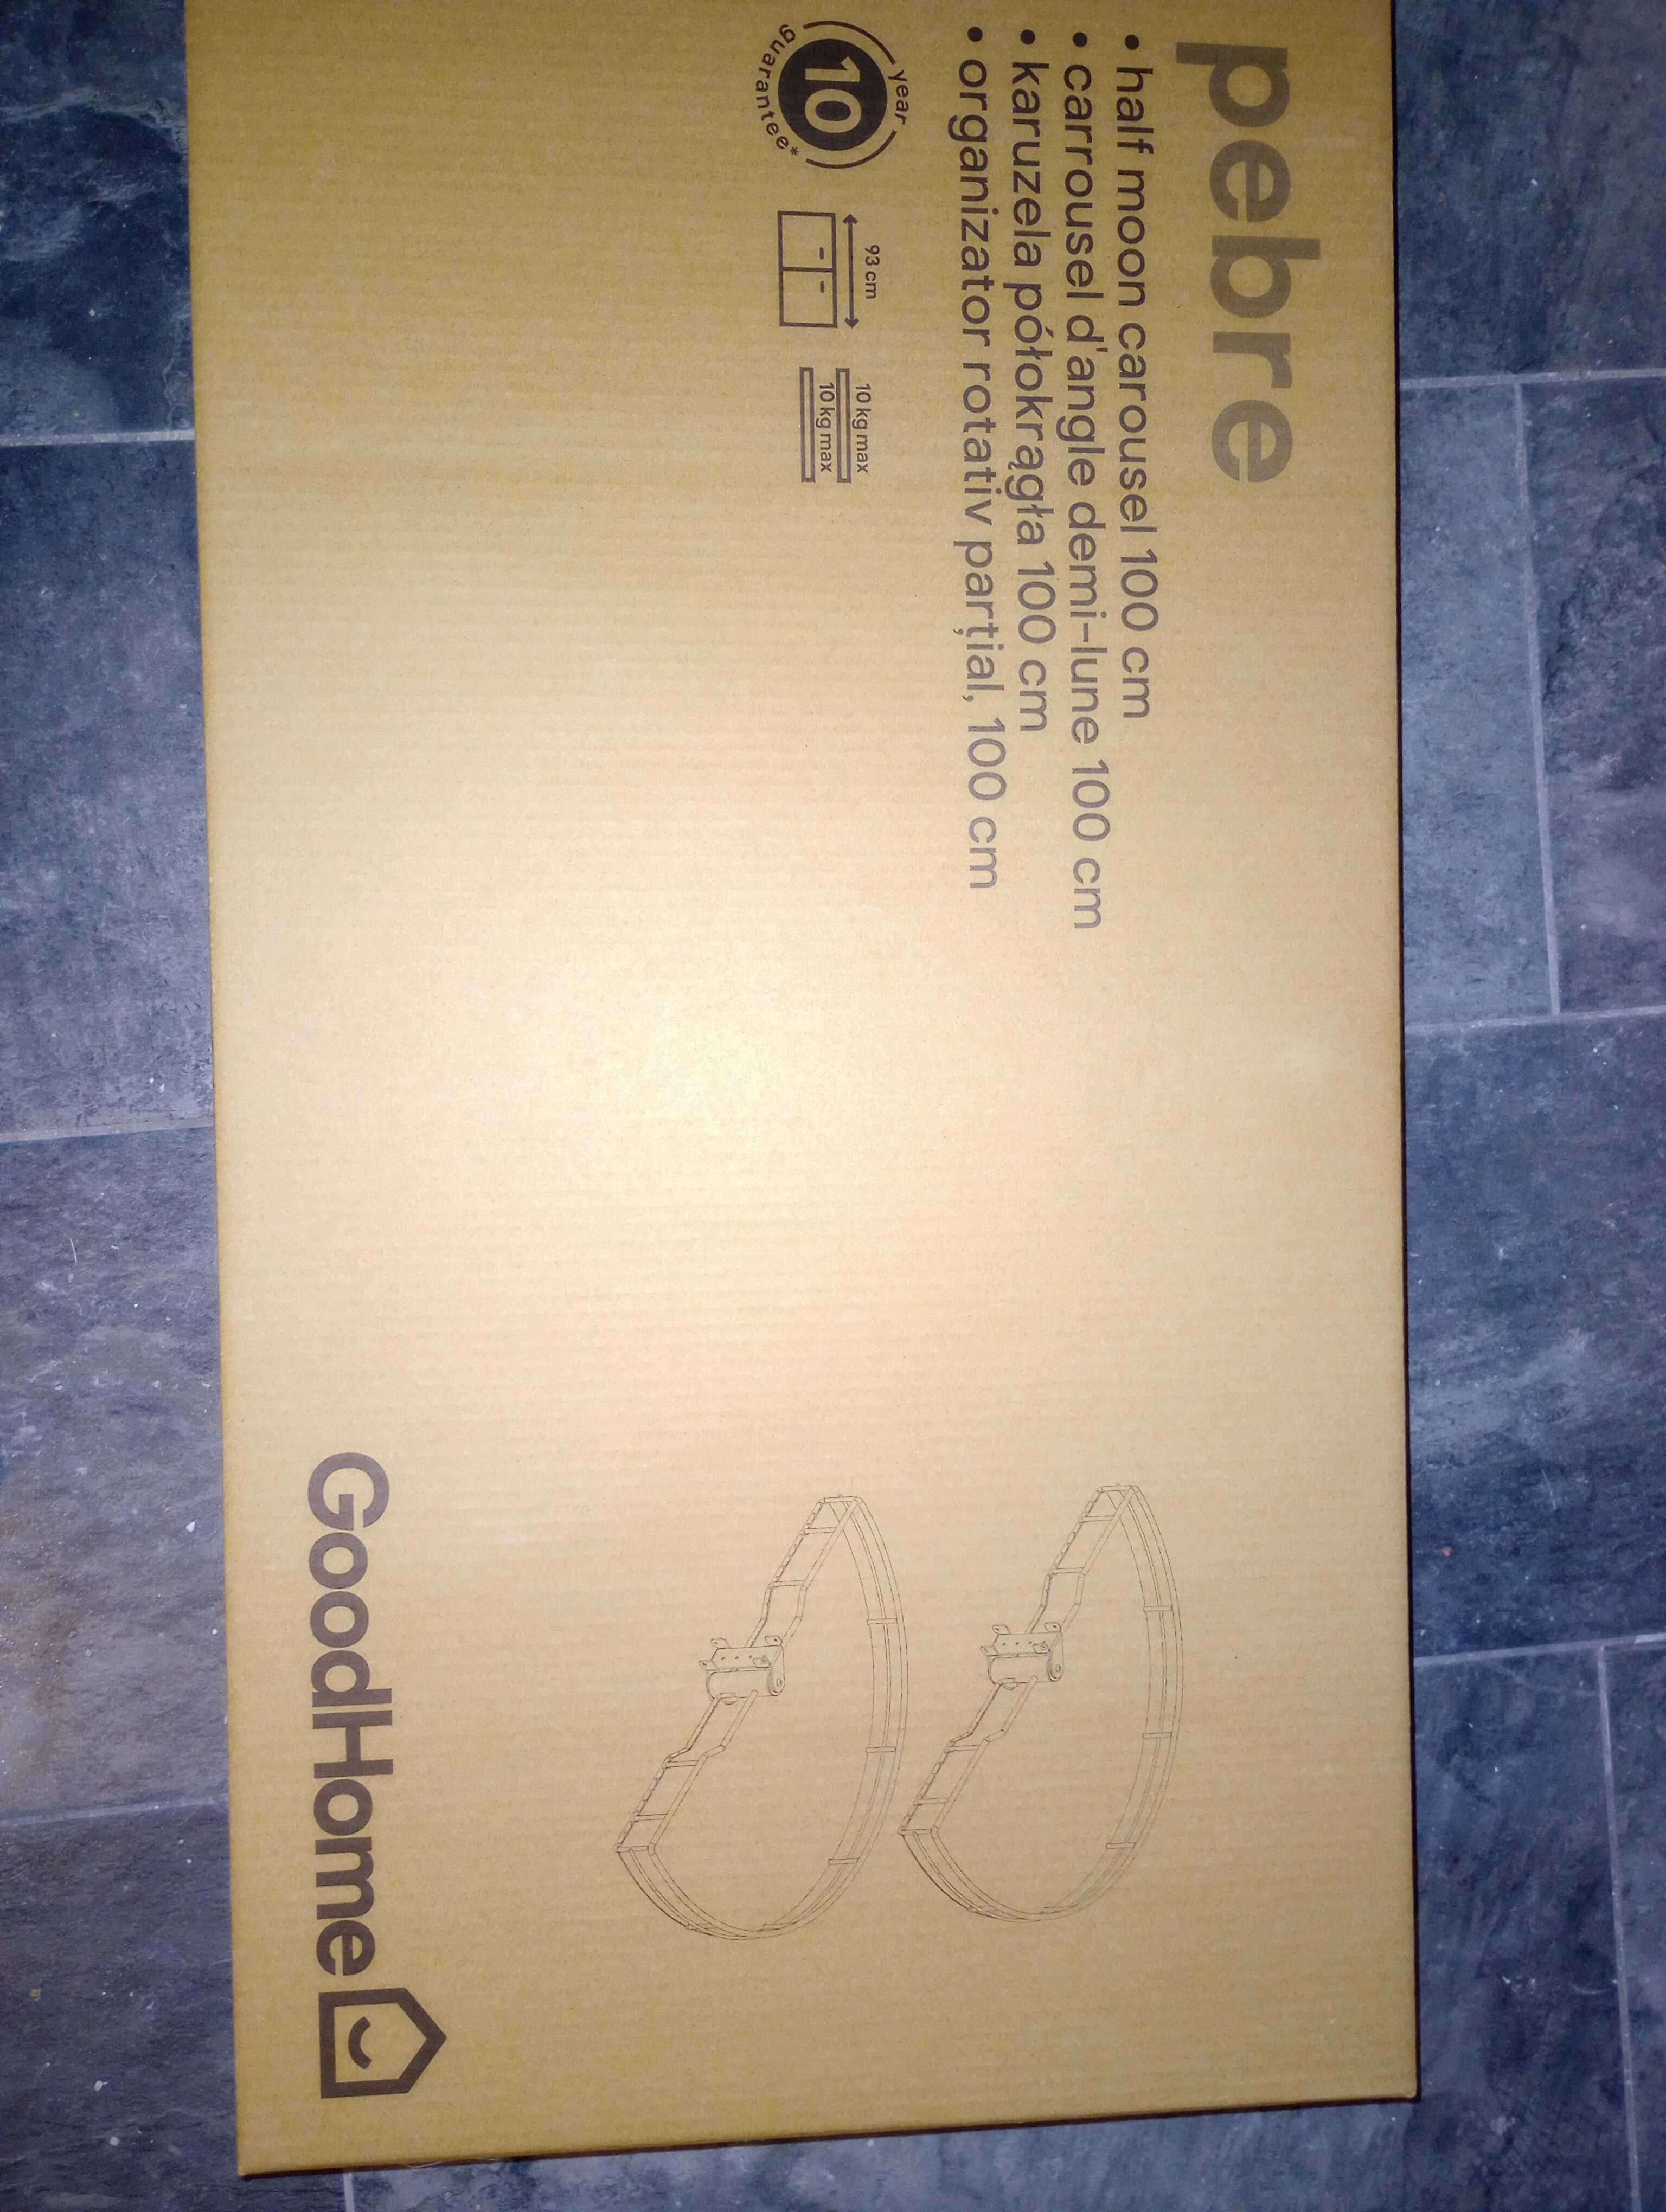 pebre
• half moon carousel 100 cm
• carrousel d'angle demi-lune 100 cm
• karuzela półokrągła 100 cm
• organizator rotativ parțial, 100 cm
year
10
guarantee*
93 cm
10 kg max
10 kg max
GoodHome